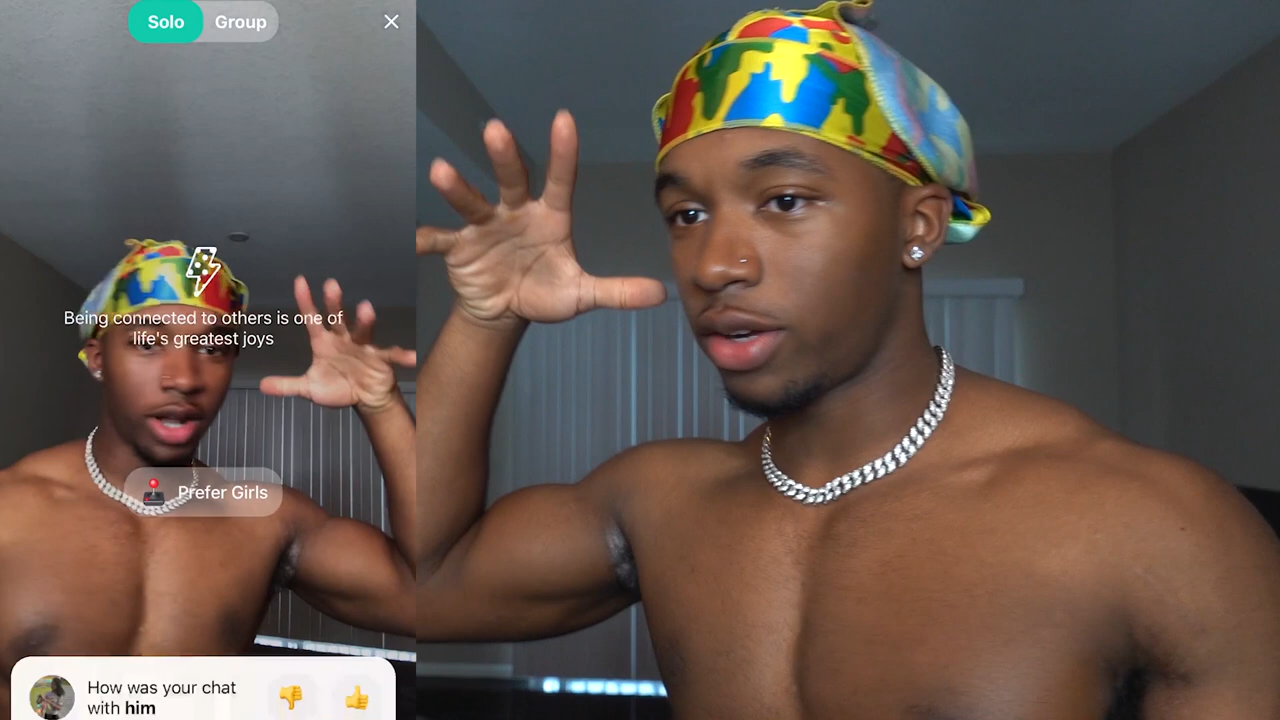 Solo Group
Being connected to others is one of
life's greatest joys
Prefer Girls
How was your chat
with him